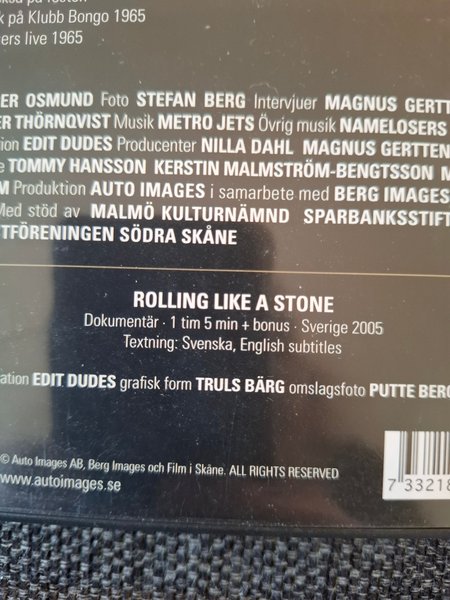 k på Klubb Bongo 1965
ers live 1965
ER OSMUND Foto STEFAN BERG Intervjuer MAGNUS GERTT
ER THÖRNQVIST Musik METRO JETS Övrig musik NAMELOSERS
ion EDIT DUDES Producenter NILLA DAHL MAGNUS GERTTEN
e TOMMY HANSSON KERSTIN MALMSTRÖM-BENGTSSON M
M Produktion AUTO IMAGES i samarbete med BERG IMAGES
Med stöd av MALMÖ KULTURNÄMND SPARBANKSSTIFT
TFÖRENINGEN SÖDRA SKÅNE
ROLLING LIKE A STONE
Dokumentär · 1 tim 5 min + bonus · Sverige 2005
Textning: Svenska, English subtitles
ation EDIT DUDES grafisk form TRULS BÄRG omslagsfoto PUTTE BERG
© Auto Images AB, Berg Images och Film i Skåne. ALL RIGHTS RESERVED
www.autoimages.se
7 33218